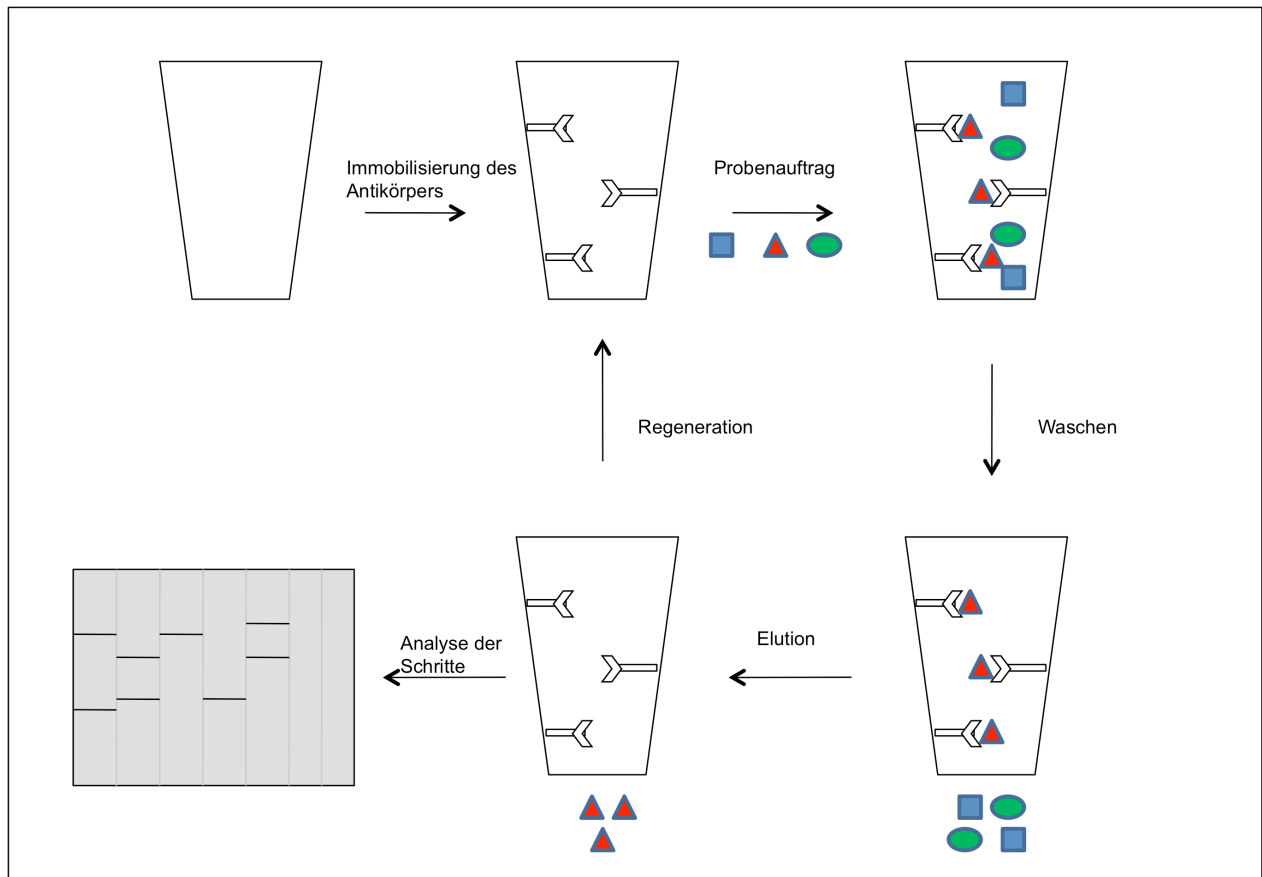 Immobilisierung des
Antikörpers
Probenauftrag
Regeneration
Waschen
Analyse der
Schritte
Elution